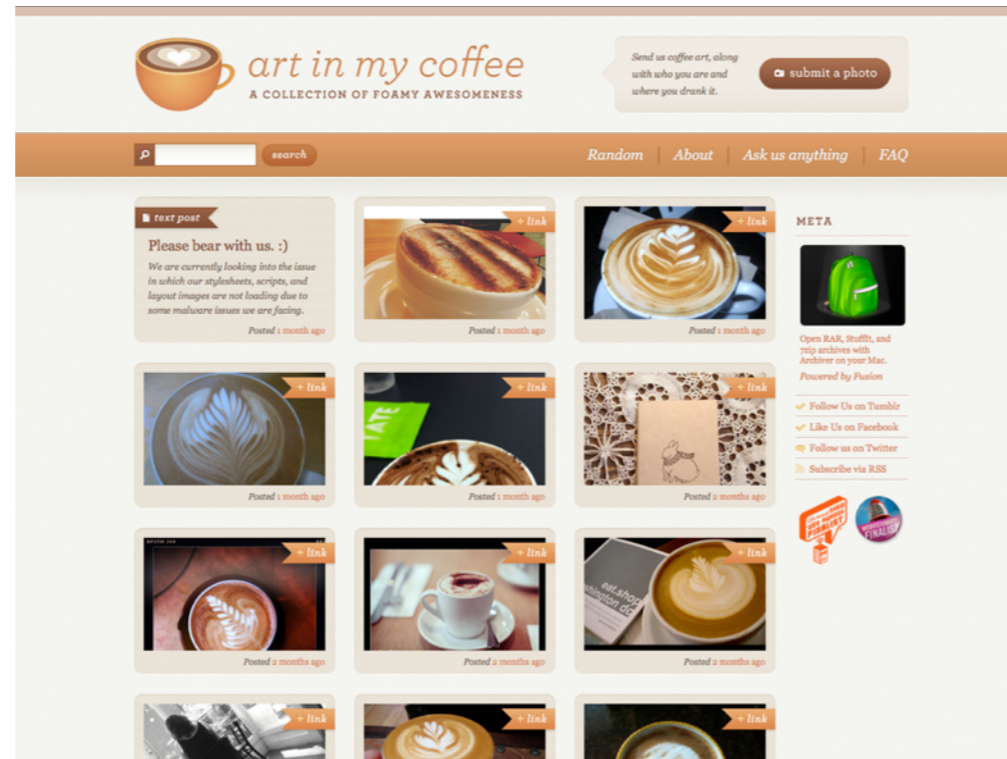 art in my coffee
A COLLECTION OF FOAMY AWESOMENESS
Send us coffee art, along
with who you are and
where you drank it.
submit a photo
search
Random
About
Ask us anything
FAQ
text post
Please bear with us. :)
We are currently looking into the issue
in which our stylesheets, scripts, and
layout images are not loading due to
some malware issues we are facing.
Posted 1 month ago
+ link
Posted 1 month ago
+ link
Posted 1 month ago
META
Open RAR, StuffIt, and
7zip archives with
Archiver on your Mac.
Powered by Fusion
Follow Us on Tumblr
Like Us on Facebook
Follow us on Twitter
Subscribe via RSS
FINALIST
FINALIST
+ link
Posted 1 month ago
+ link
TATE
Posted 1 month ago
+ link
Posted 2 months ago
+ link
Posted 2 months ago
+ link
Posted 2 months ago
+ link
eat.shop
Posted 2 months ago
+ link
+ link
+ link